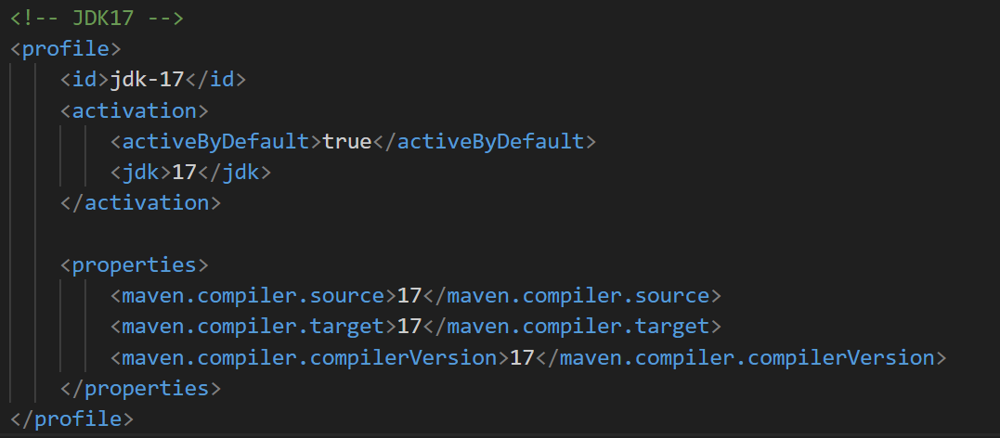 <!-- JDK17 -->
<profile>
    <id>jdk-17</id>
    <activation>
        <activeByDefault>true</activeByDefault>
        <jdk>17</jdk>
    </activation>

    <properties>
        <maven.compiler.source>17</maven.compiler.source>
        <maven.compiler.target>17</maven.compiler.target>
        <maven.compiler.compilerVersion>17</maven.compiler.compilerVersion>
    </properties>
</profile>